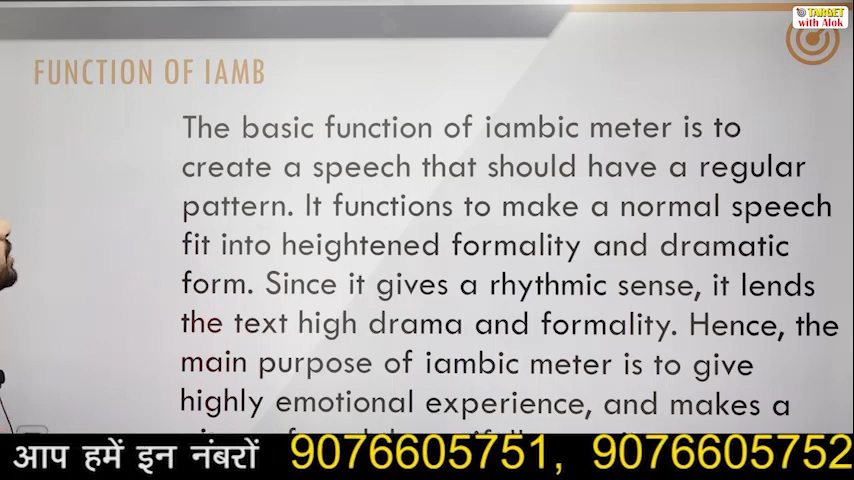 TARGET
with Alok
FUNCTION OF IAMB
The basic function of iambic meter is to
create a speech that should have a regular
pattern. It functions to make a normal speech
fit into heightened formality and dramatic
form. Since it gives a rhythmic sense, it lends
the text high drama and formality. Hence, the
main purpose of iambic meter is to give
highly emotional experience, and makes a
आप हमें इन नंबरों 9076605751, 9076605752